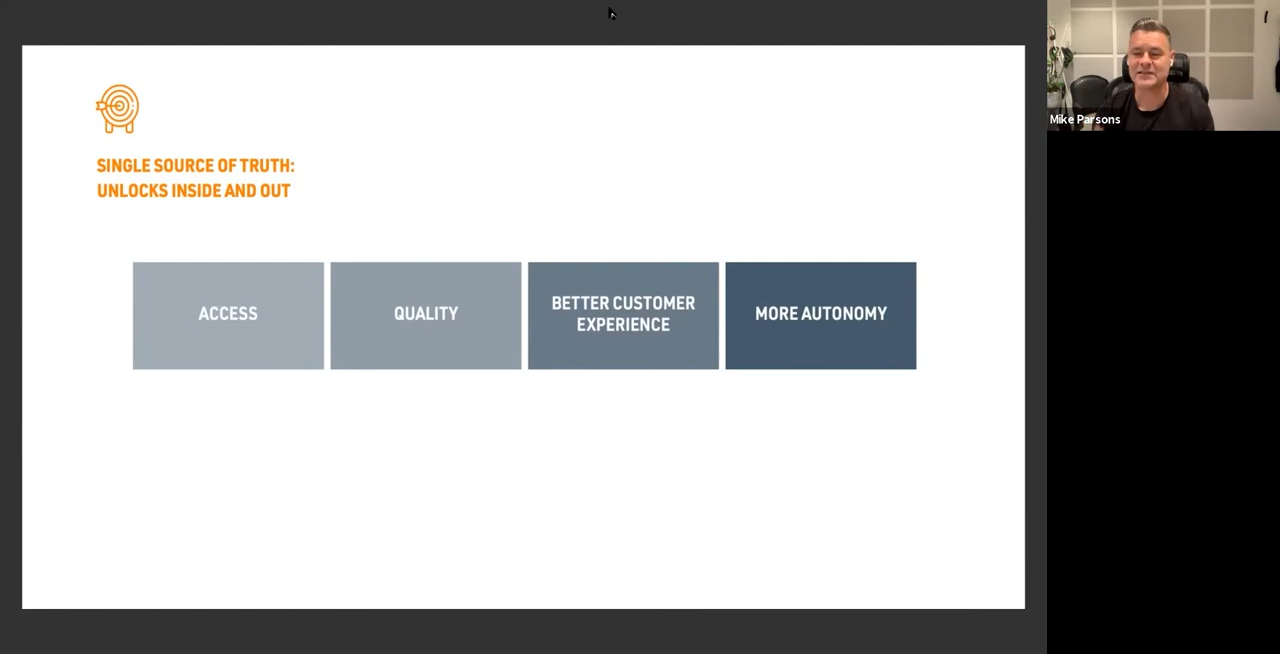 SINGLE SOURCE OF TRUTH:
UNLOCKS INSIDE AND OUT
ACCESS
QUALITY
BETTER CUSTOMER
EXPERIENCE
MORE AUTONOMY
Mike Parsons